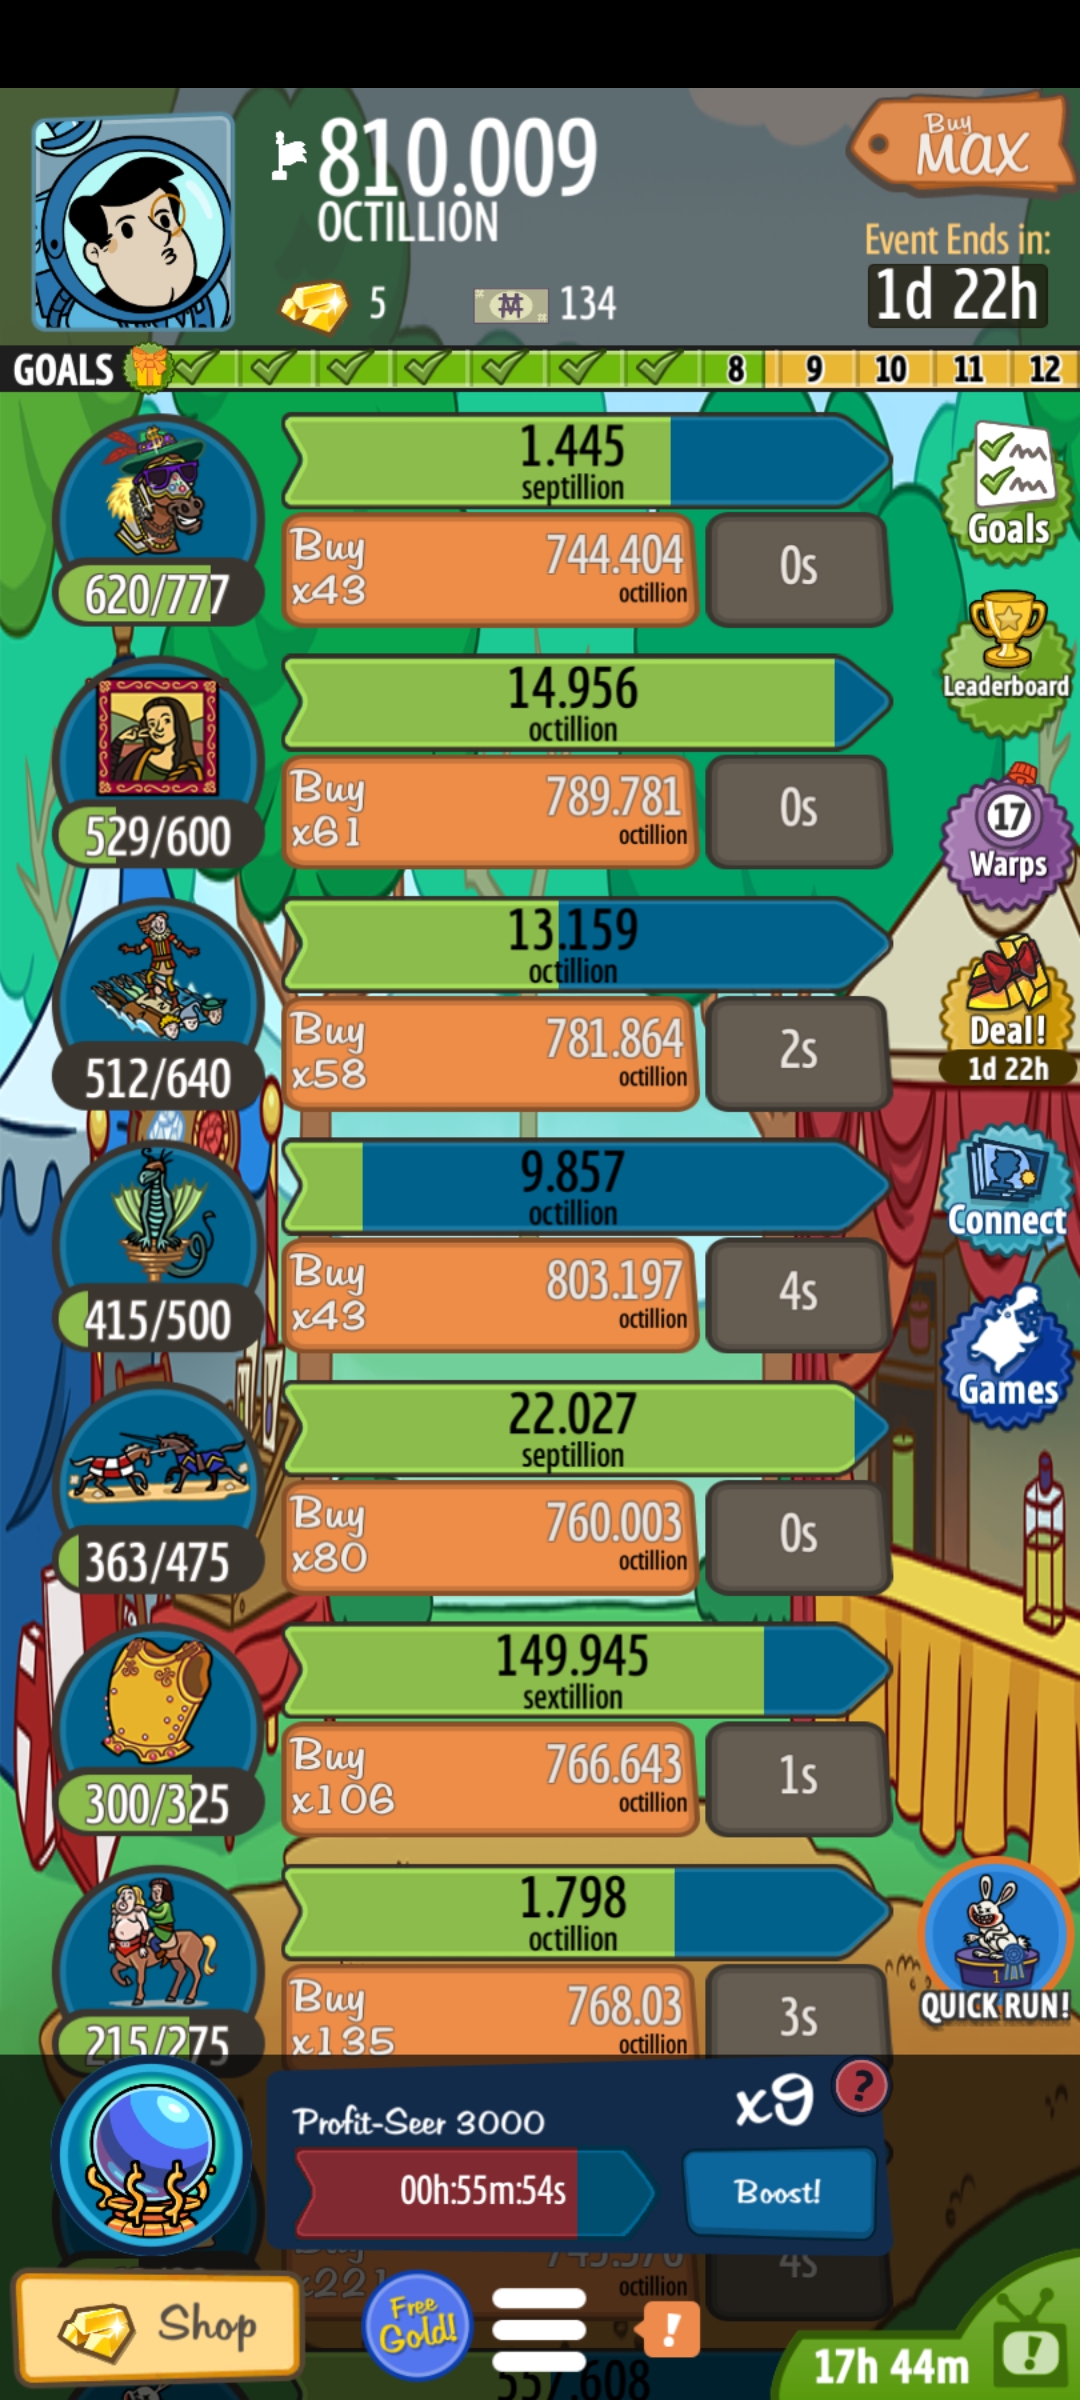 810.009
OCTILLION
Buy
MAX
Event Ends in:
1d 22h
5
134
GOALS
8
9
10
11
12
1.445
septillion
Buy
x43
744.404
octillion
0s
620/777
Goals
14.956
octillion
Leaderboard
Buy
x61
789.781
octillion
0s
529/600
17
Warps
13.159
octillion
Buy
x58
781.864
octillion
2s
512/640
Deal!
1d 22h
9.857
octillion
Connect
Buy
x43
803.197
octillion
4s
415/500
Games
22.027
septillion
Buy
x80
760.003
octillion
0s
363/475
149.945
sextillion
Buy
x106
766.643
octillion
1s
300/325
1.798
octillion
1
QUICK RUN!
Buy
x135
768.03
octillion
3s
215/275
Profit-Seer 3000
x9
?
00h:55m:54s
Boost!
Buy
x221
octillion
4s
Shop
Free
Gold!
!
17h 44m
!
557.608